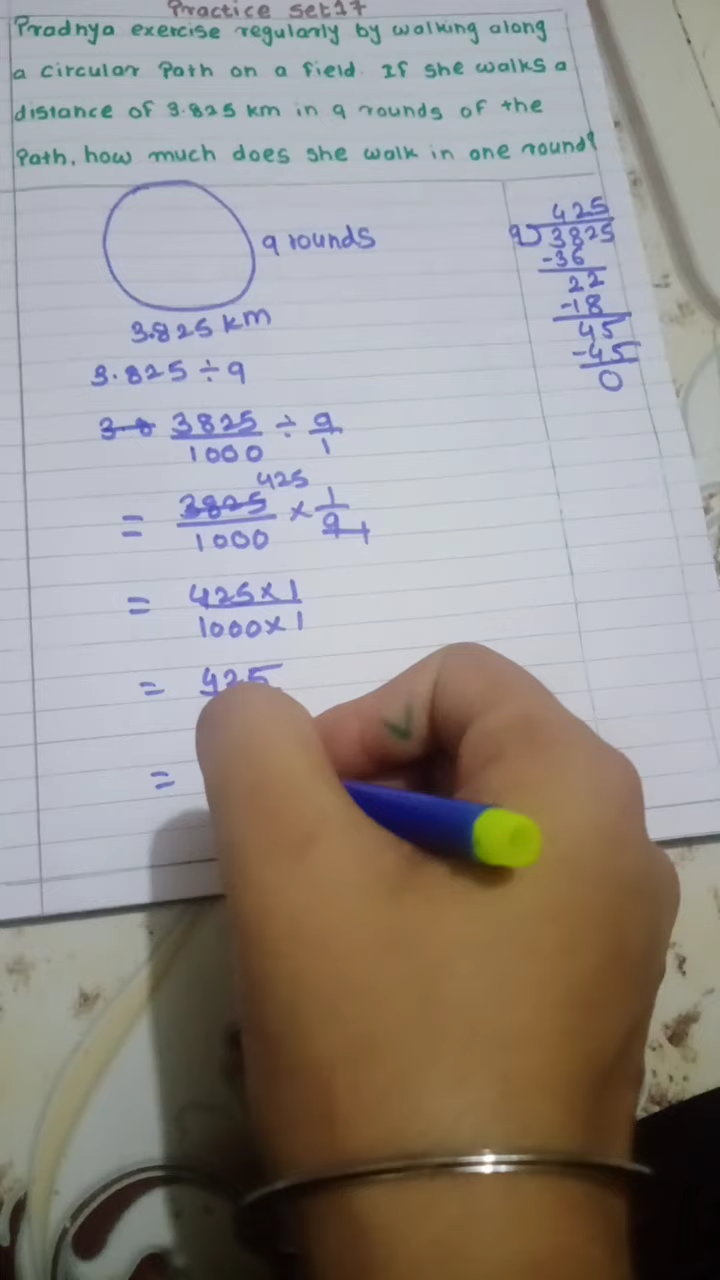 Practice set 17
Pradnya exercise regularly by walking along
a circular Path on a field. If she walks a
distance of 3.825 km in 9 rounds of the
Path, how much does she walk in one round?
9 rounds
3.825 km
3.825 ÷ 9
3825/1000 ÷ 9/1
425
= 3825/1000 × 1/9 1
= 425×1/1000×1
= 425
=
425
9)3825
-36
22
-18
45
-45
0